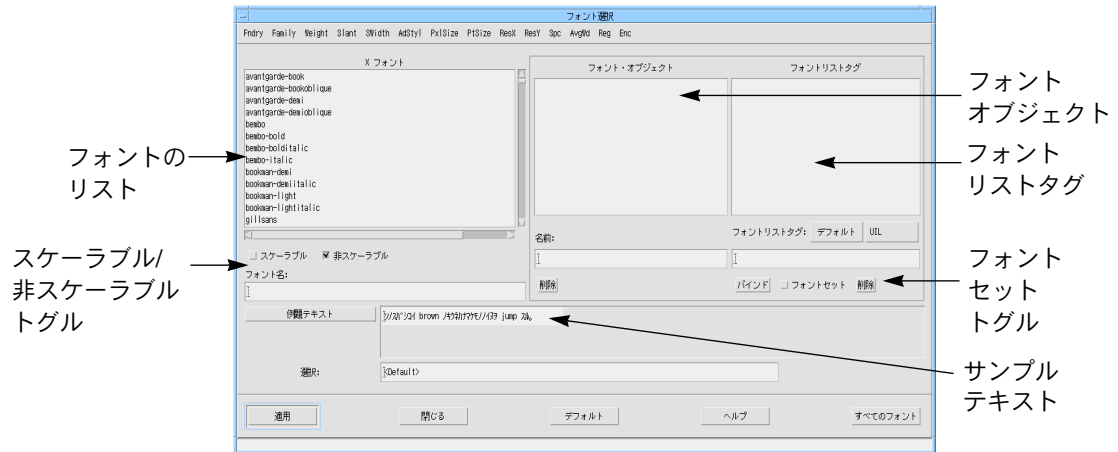 フォント選択
Fndry Family Weight Slant SWidth AdStyl PxlSize PtSize ResX ResY Spc AvgWd Reg Enc
X フォント
avantgarde-book
avantgarde-bookoblique
avantgarde-demi
avantgarde-demioblique
bembo
bembo-bold
bembo-bolditalic
bembo-italic
bookman-demi
bookman-demiitalic
bookman-light
bookman-lightitalic
gillsans
スケーラブル 非スケーラブル
フォント名:
フォント・オブジェクト
フォントリストタグ
名前:
削除
フォントリストタグ: デフォルト UIL
バインド フォントセット 削除
例題テキスト
brown jump
選択:
<Default>
適用 閉じる デフォルト ヘルプ すべてのフォント
フォントの
リスト
スケーラブル/
非スケーラブル
トグル
フォント
オブジェクト
フォント
リストタグ
フォント
セット
トグル
サンプル
テキスト